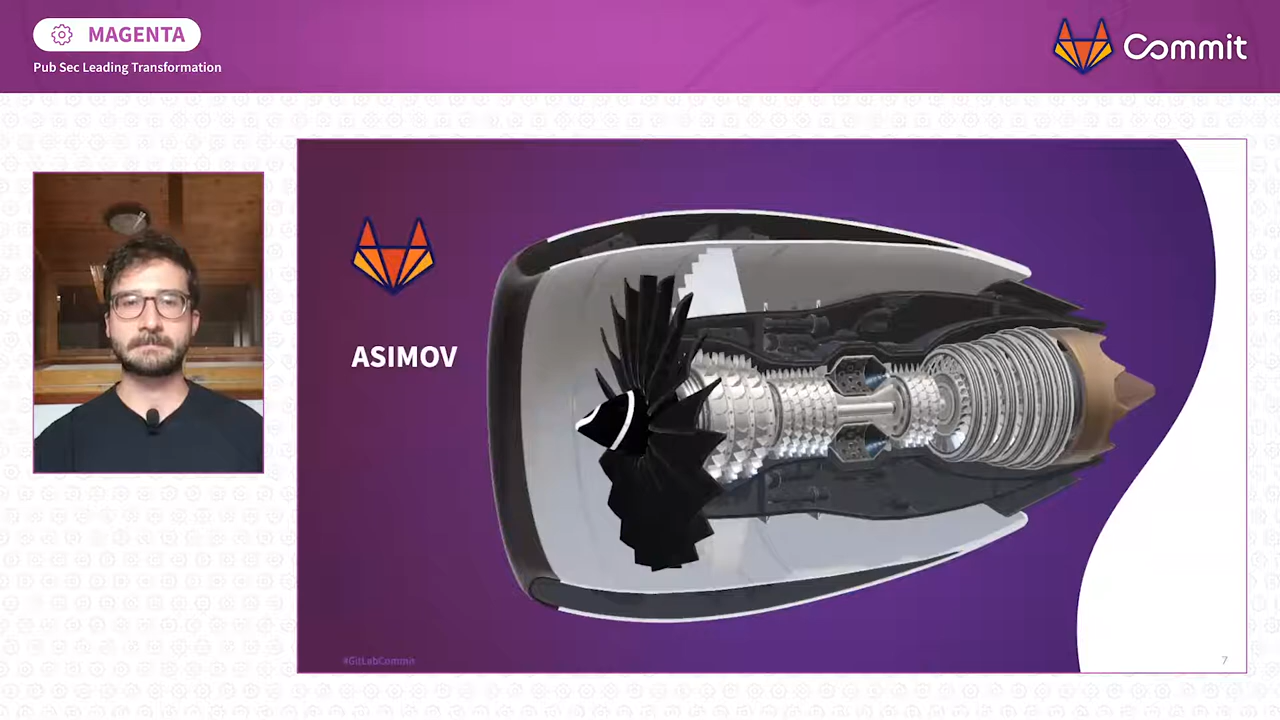 MAGENTA
Pub Sec Leading Transformation
Commit
ASIMOV
#GitLabCommit
7